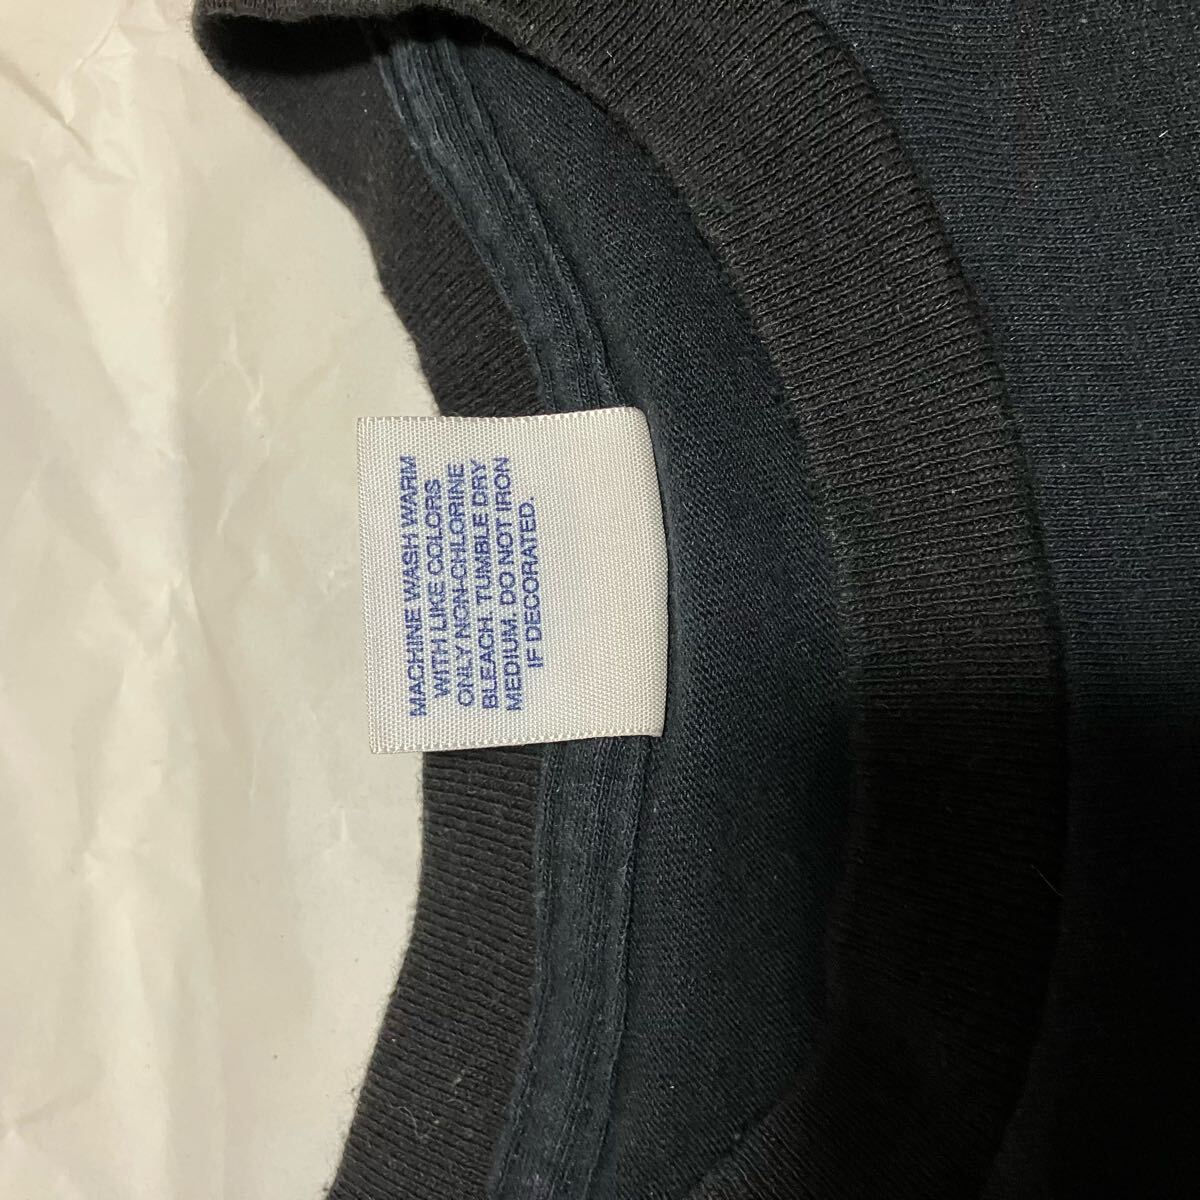 MACHINE WASH WARM
WITH LIKE COLORS
ONLY NON-CHLORINE
BLEACH. TUMBLE DRY
MEDIUM. DO NOT IRON
IF DECORATED.